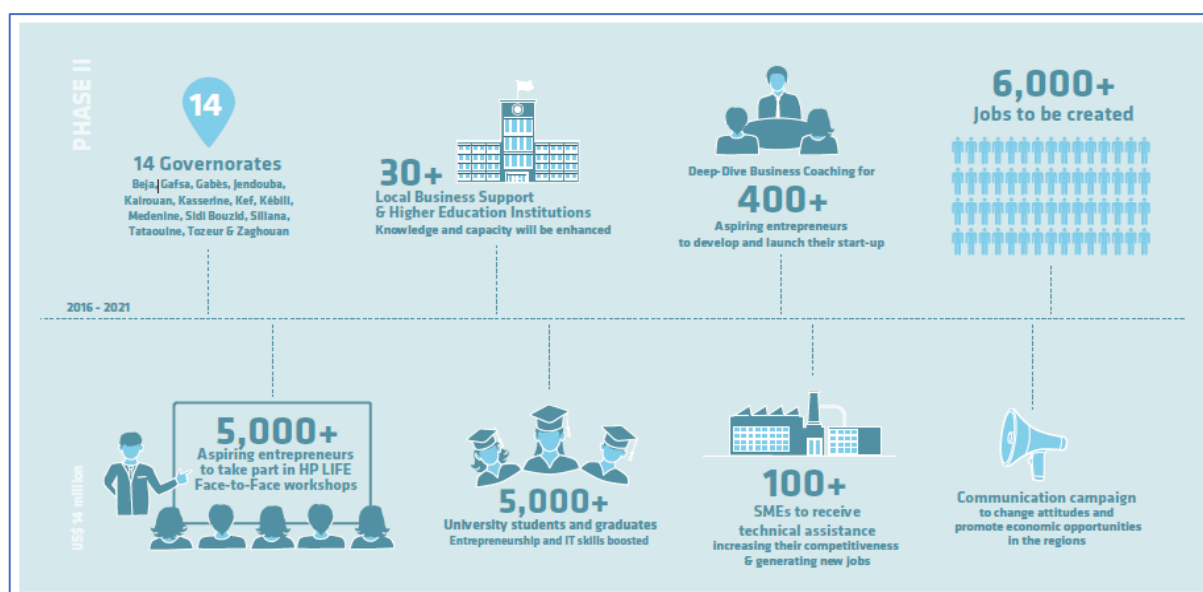 PHASE II
14
14 Governorates
Beja, Gafsa, Gabès, Jendouba,
Kairouan, Kasserine, Kef, Kébili,
Medenine, Sidi Bouzid, Siliana,
Tataouine, Tozeur & Zaghouan
30+
Local Business Support
& Higher Education Institutions
Knowledge and capacity will be enhanced
Deep-Dive Business Coaching for
400+
Aspiring entrepreneurs
to develop and launch their start-up
6,000+
Jobs to be created
2016 - 2021
US$ 14 million
5,000+
Aspiring entrepreneurs
to take part in HP LIFE
Face-to-Face workshops
5,000+
University students and graduates
Entrepreneurship and IT skills boosted
100+
SMEs to receive
technical assistance
increasing their competitiveness
& generating new jobs
Communication campaign
to change attitudes and
promote economic opportunities
in the regions